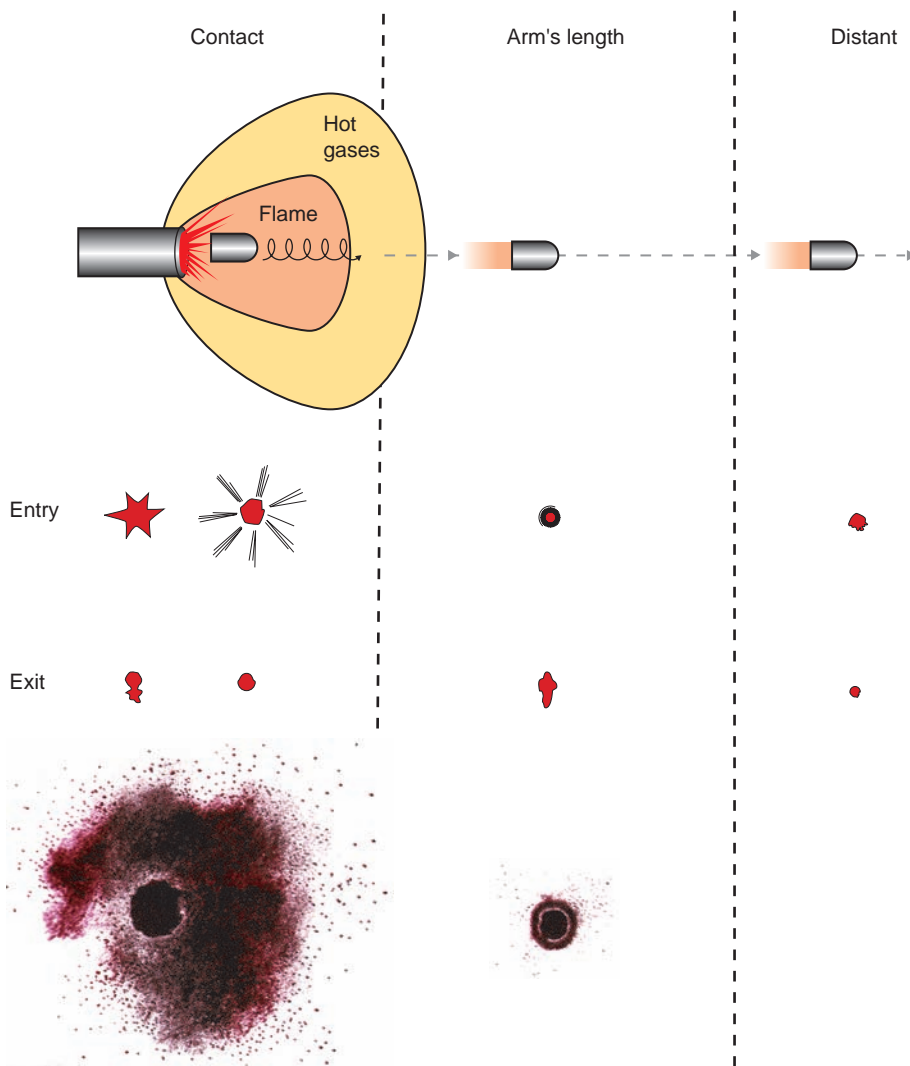 Contact
Arm's length
Distant
Hot
gases
Flame
Entry
Exit